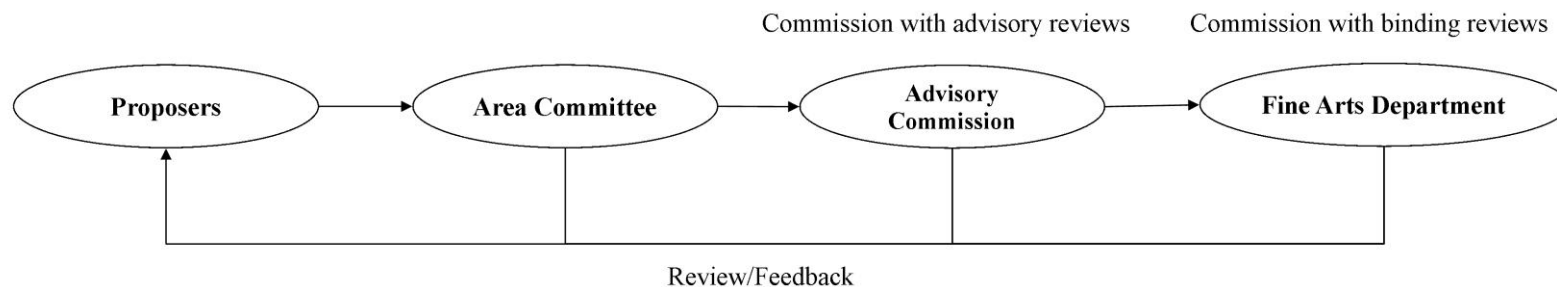 Commission with advisory reviews
Commission with binding reviews
Proposers
Area Committee
Advisory
Commission
Fine Arts Department
Review/Feedback